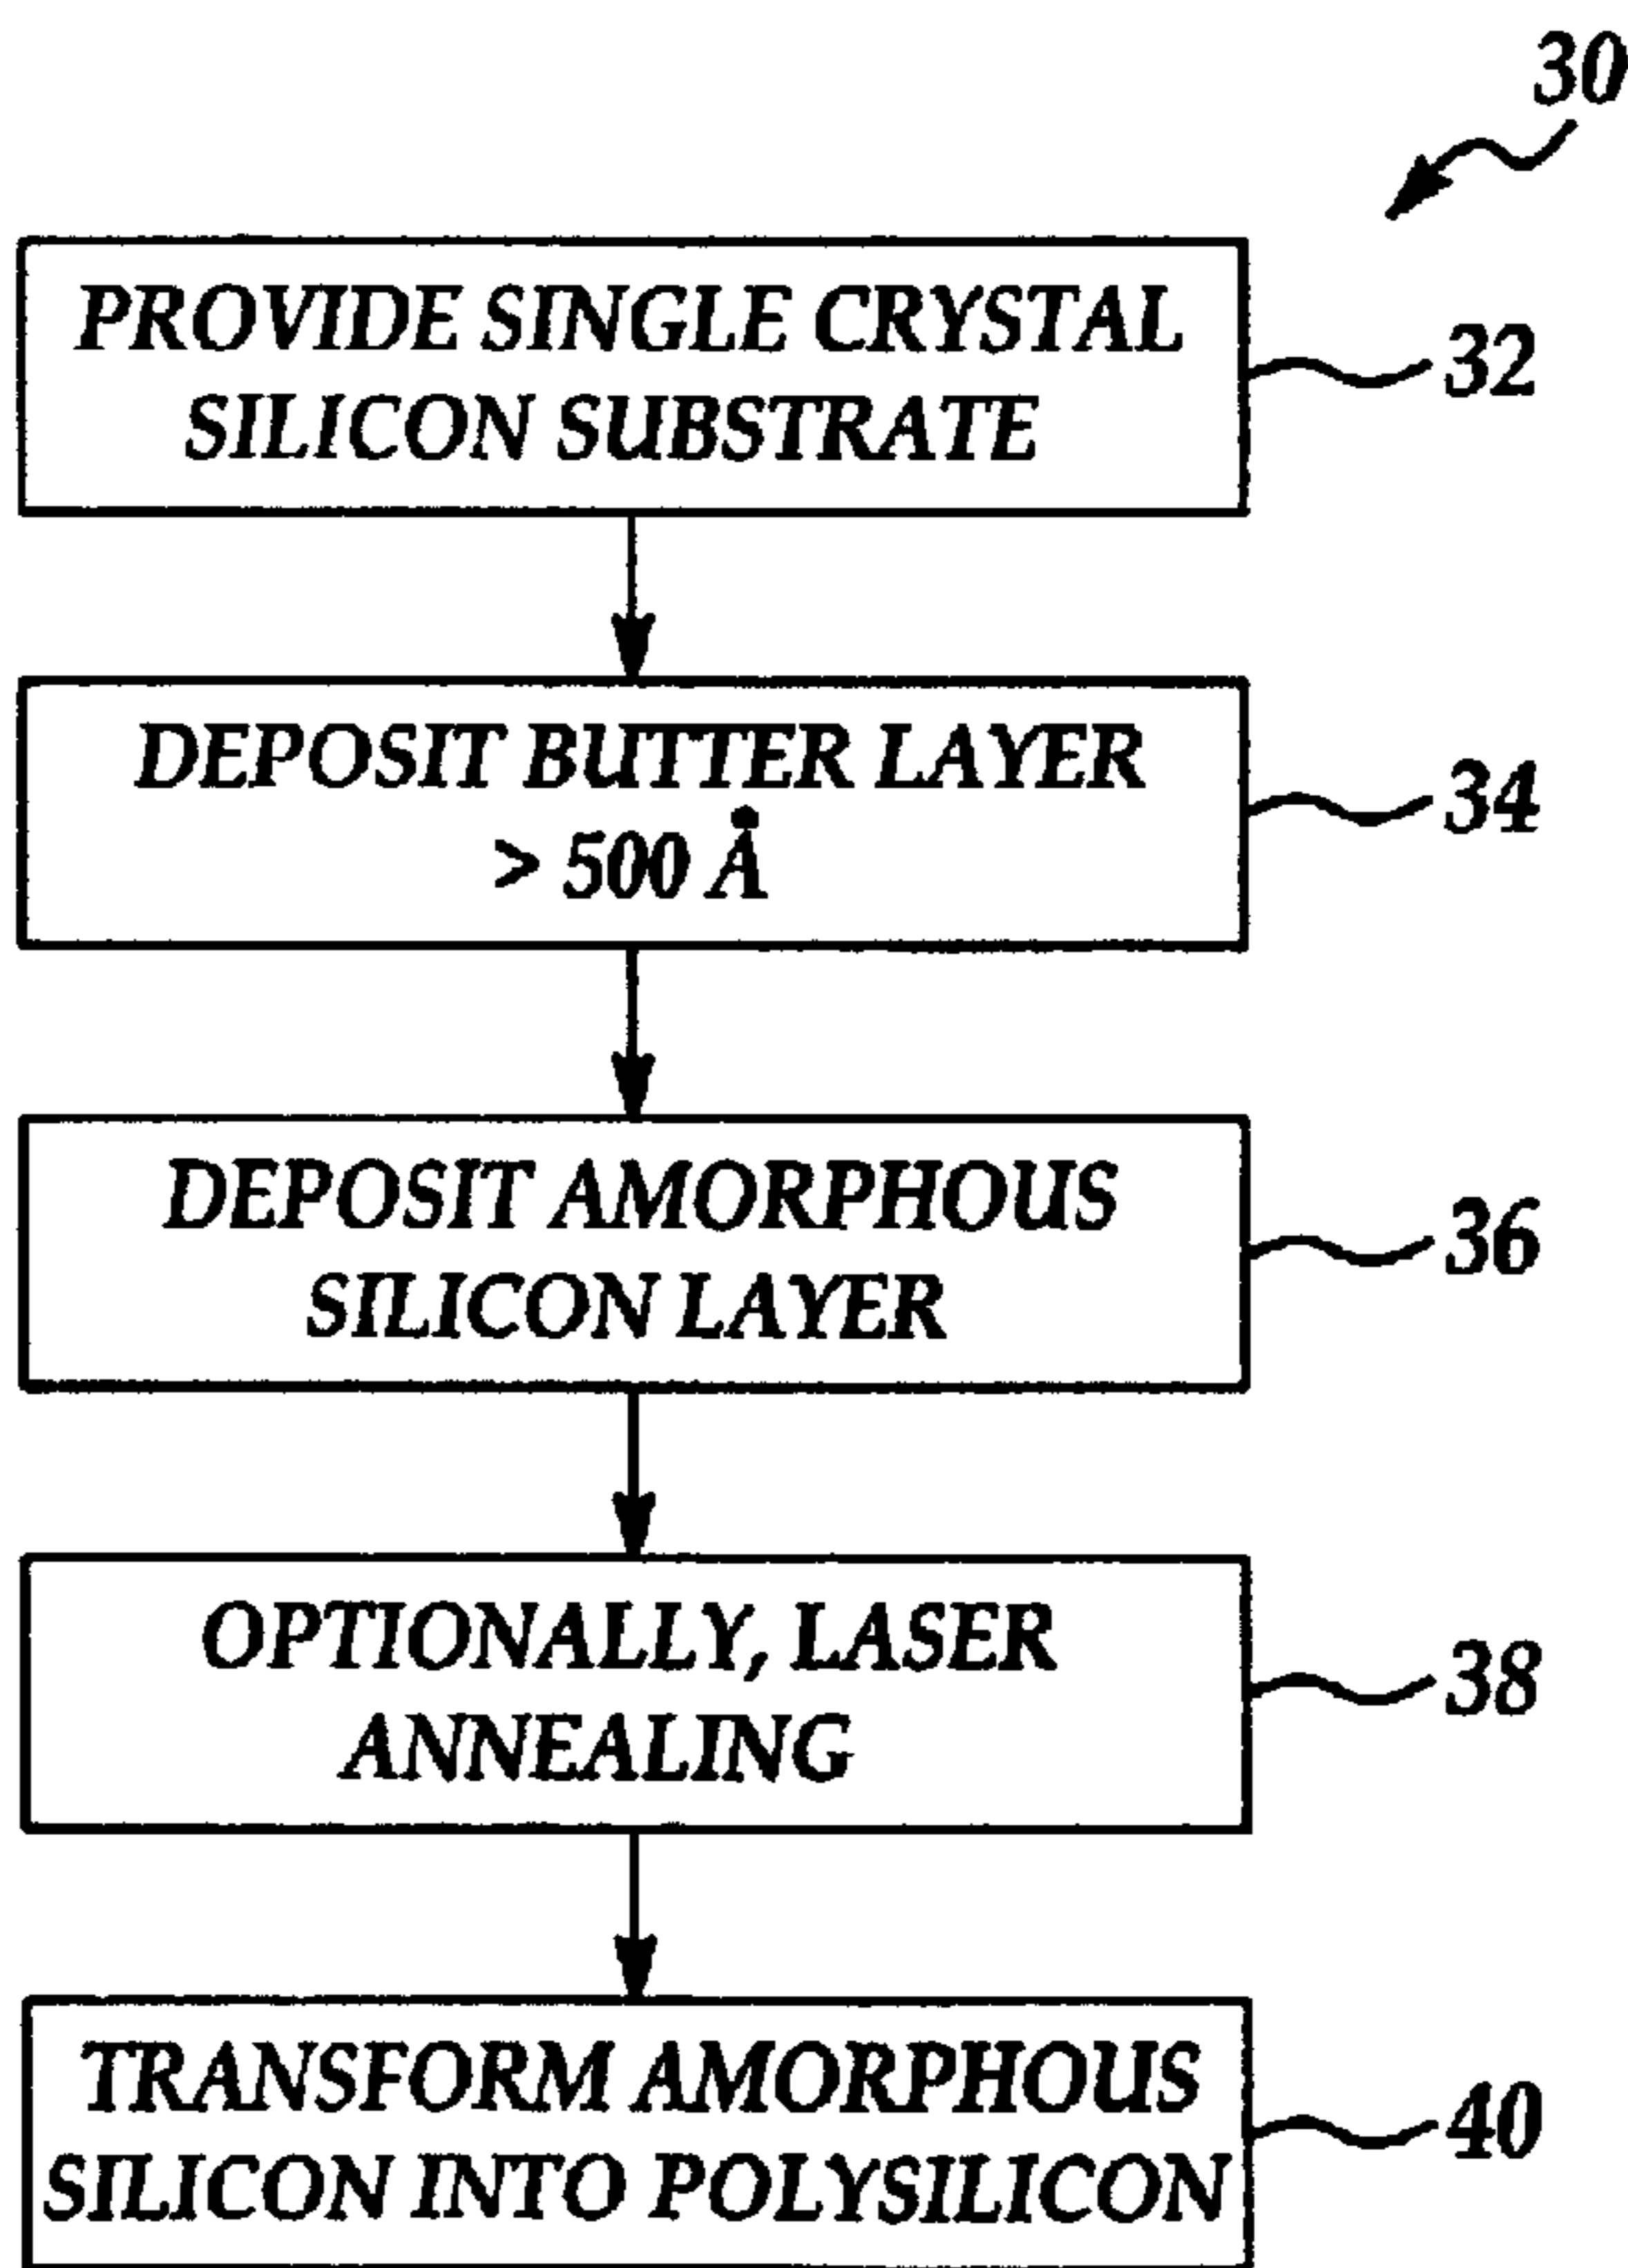 30
PROVIDE SINGLE CRYSTAL
SILICON SUBSTRATE
32
DEPOSIT BUTTER LAYER
> 500 Å
34
DEPOSIT AMORPHOUS
SILICON LAYER
36
OPTIONALLY, LASER
ANNEALING
38
TRANSFORM AMORPHOUS
SILICON INTO POLYSILICON
40